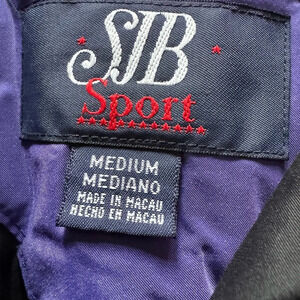 SJB
Sport
MEDIUM
MEDIANO
MADE IN MACAU
HECHO EN MACAU